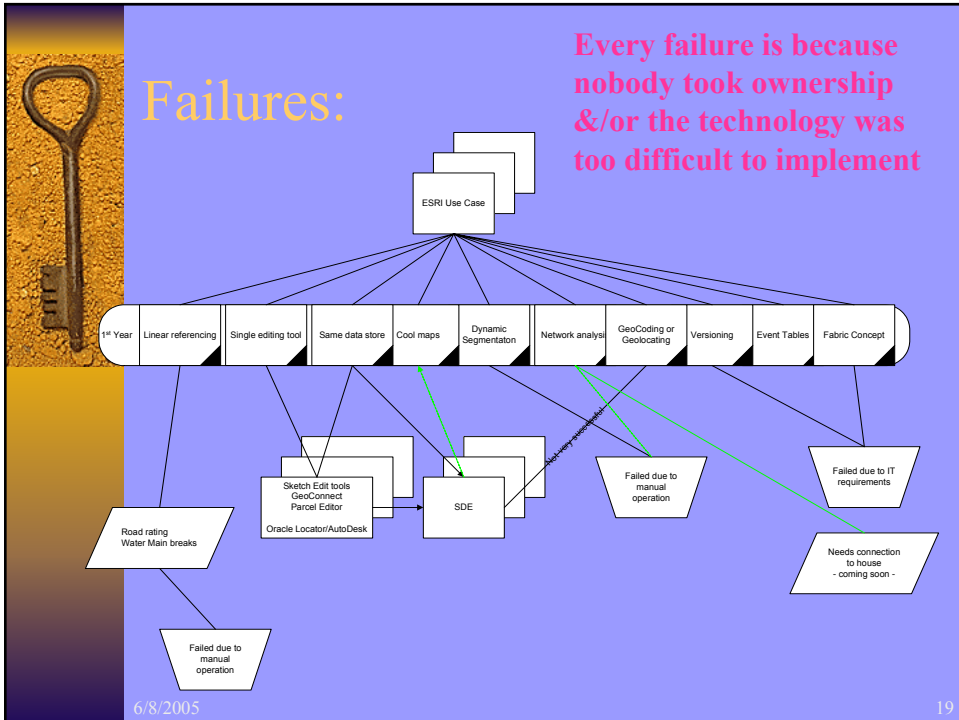 Failures:
Every failure is because
nobody took ownership
&/or the technology was
too difficult to implement
ESRI Use Case
1st Year
Linear referencing
Single editing tool
Same data store
Cool maps
Dynamic
Segmentaton
Network analysi
GeoCoding or
Geolocating
Versioning
Event Tables
Fabric Concept
Not very successful
Sketch Edit tools
GeoConnect
Parcel Editor
Oracle Locator/AutoDesk
SDE
Failed due to
manual
operation
Failed due to IT
requirements
Road rating
Water Main breaks
Needs connection
to house
- coming soon -
Failed due to
manual
operation
6/8/2005
19